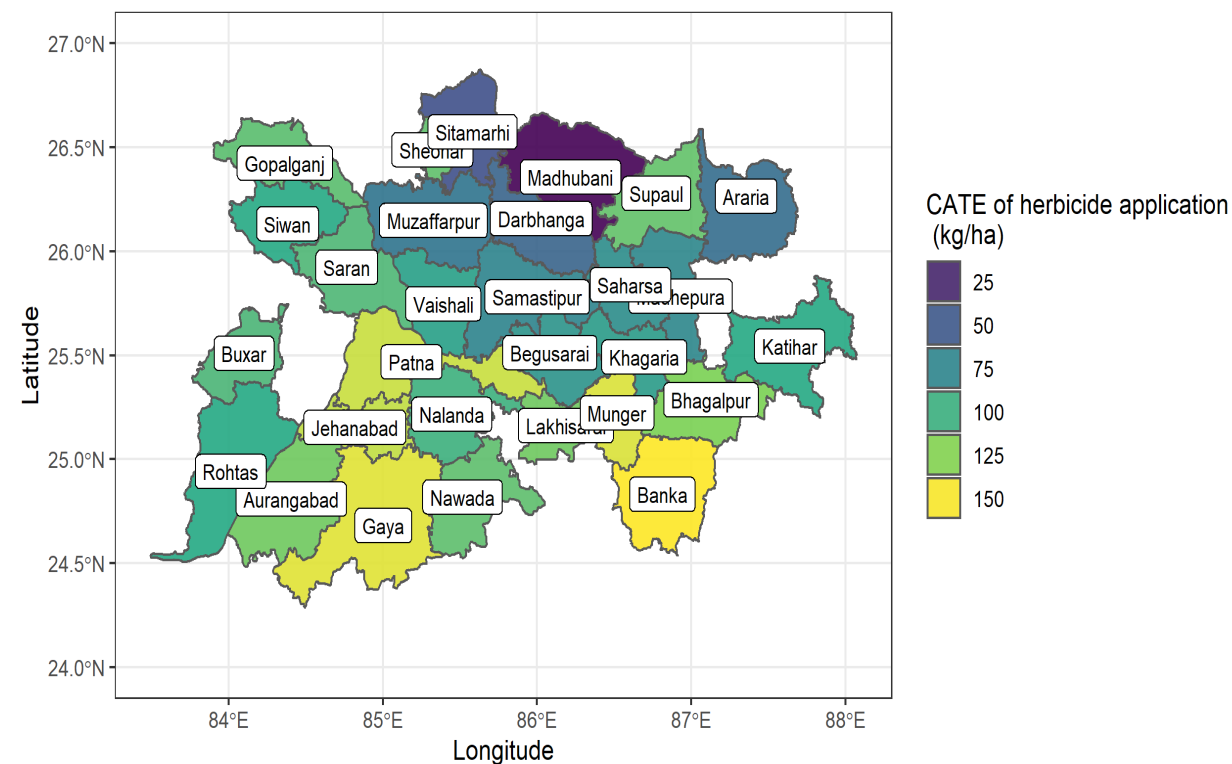 27.0°N
26.5°N
26.0°N
25.5°N
25.0°N
24.5°N
24.0°N
Latitude
Sitamarhi
Sheohar
Gopalganj
Madhubani
Supaul
Araria
Siwan
Muzaffarpur
Darbhanga
Saran
Saharsa
Madhepura
Vaishali
Samastipur
Buxar
Patna
Begusarai
Khagaria
Katihar
Jehanabad
Nalanda
Lakhisarai
Munger
Bhagalpur
Rohtas
Aurangabad
Nawada
Banka
Gaya
84°E
85°E
86°E
87°E
88°E
Longitude
CATE of herbicide application
(kg/ha)
25
50
75
100
125
150